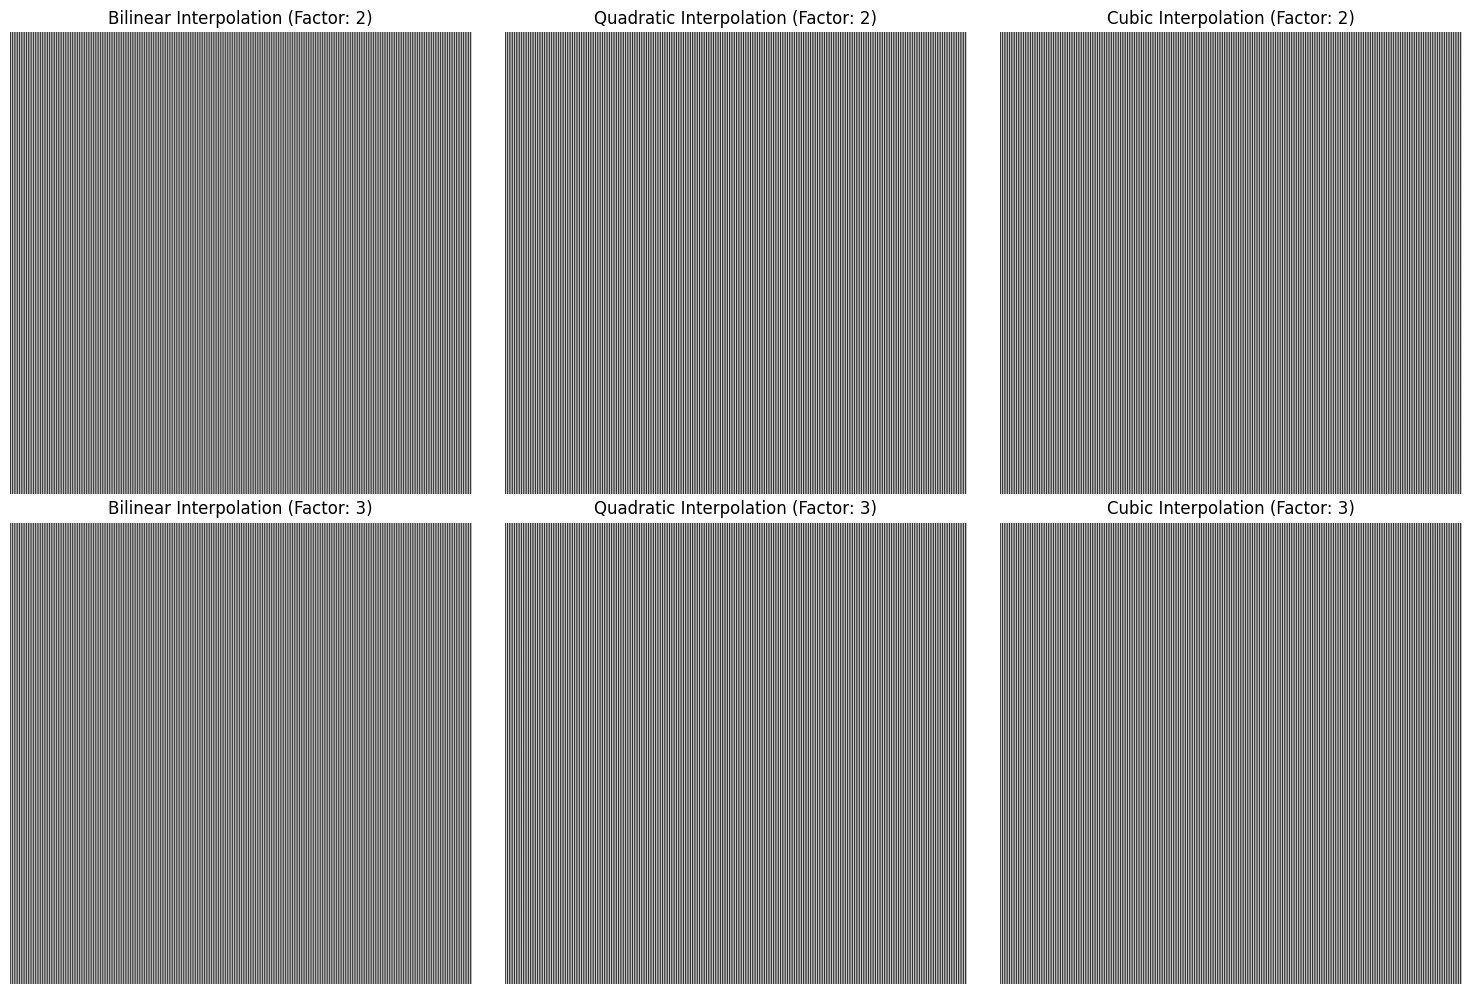 Bilinear Interpolation (Factor: 2)
Quadratic Interpolation (Factor: 2)
Cubic Interpolation (Factor: 2)
Bilinear Interpolation (Factor: 3)
Quadratic Interpolation (Factor: 3)
Cubic Interpolation (Factor: 3)